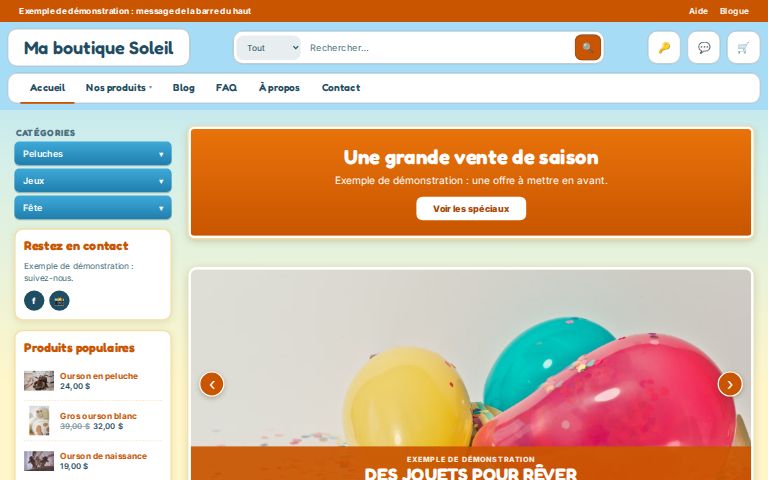 Exemple de démonstration : message de la barre du haut
Aide
Blogue
Ma boutique Soleil
Tout
Rechercher...
Accueil
Nos produits
Blog
FAQ
À propos
Contact
CATÉGORIES
Peluches
Jeux
Fête
Restez en contact
Exemple de démonstration :
suivez-nous.
f
Produits populaires
Ourson en peluche
24,00 $
Gros ourson blanc
39,00 $ 32,00 $
Ourson de naissance
19,00 $
Une grande vente de saison
Exemple de démonstration : une offre à mettre en avant.
Voir les spéciaux
EXEMPLE DE DÉMONSTRATION
DES JOUETS POUR RÊVER